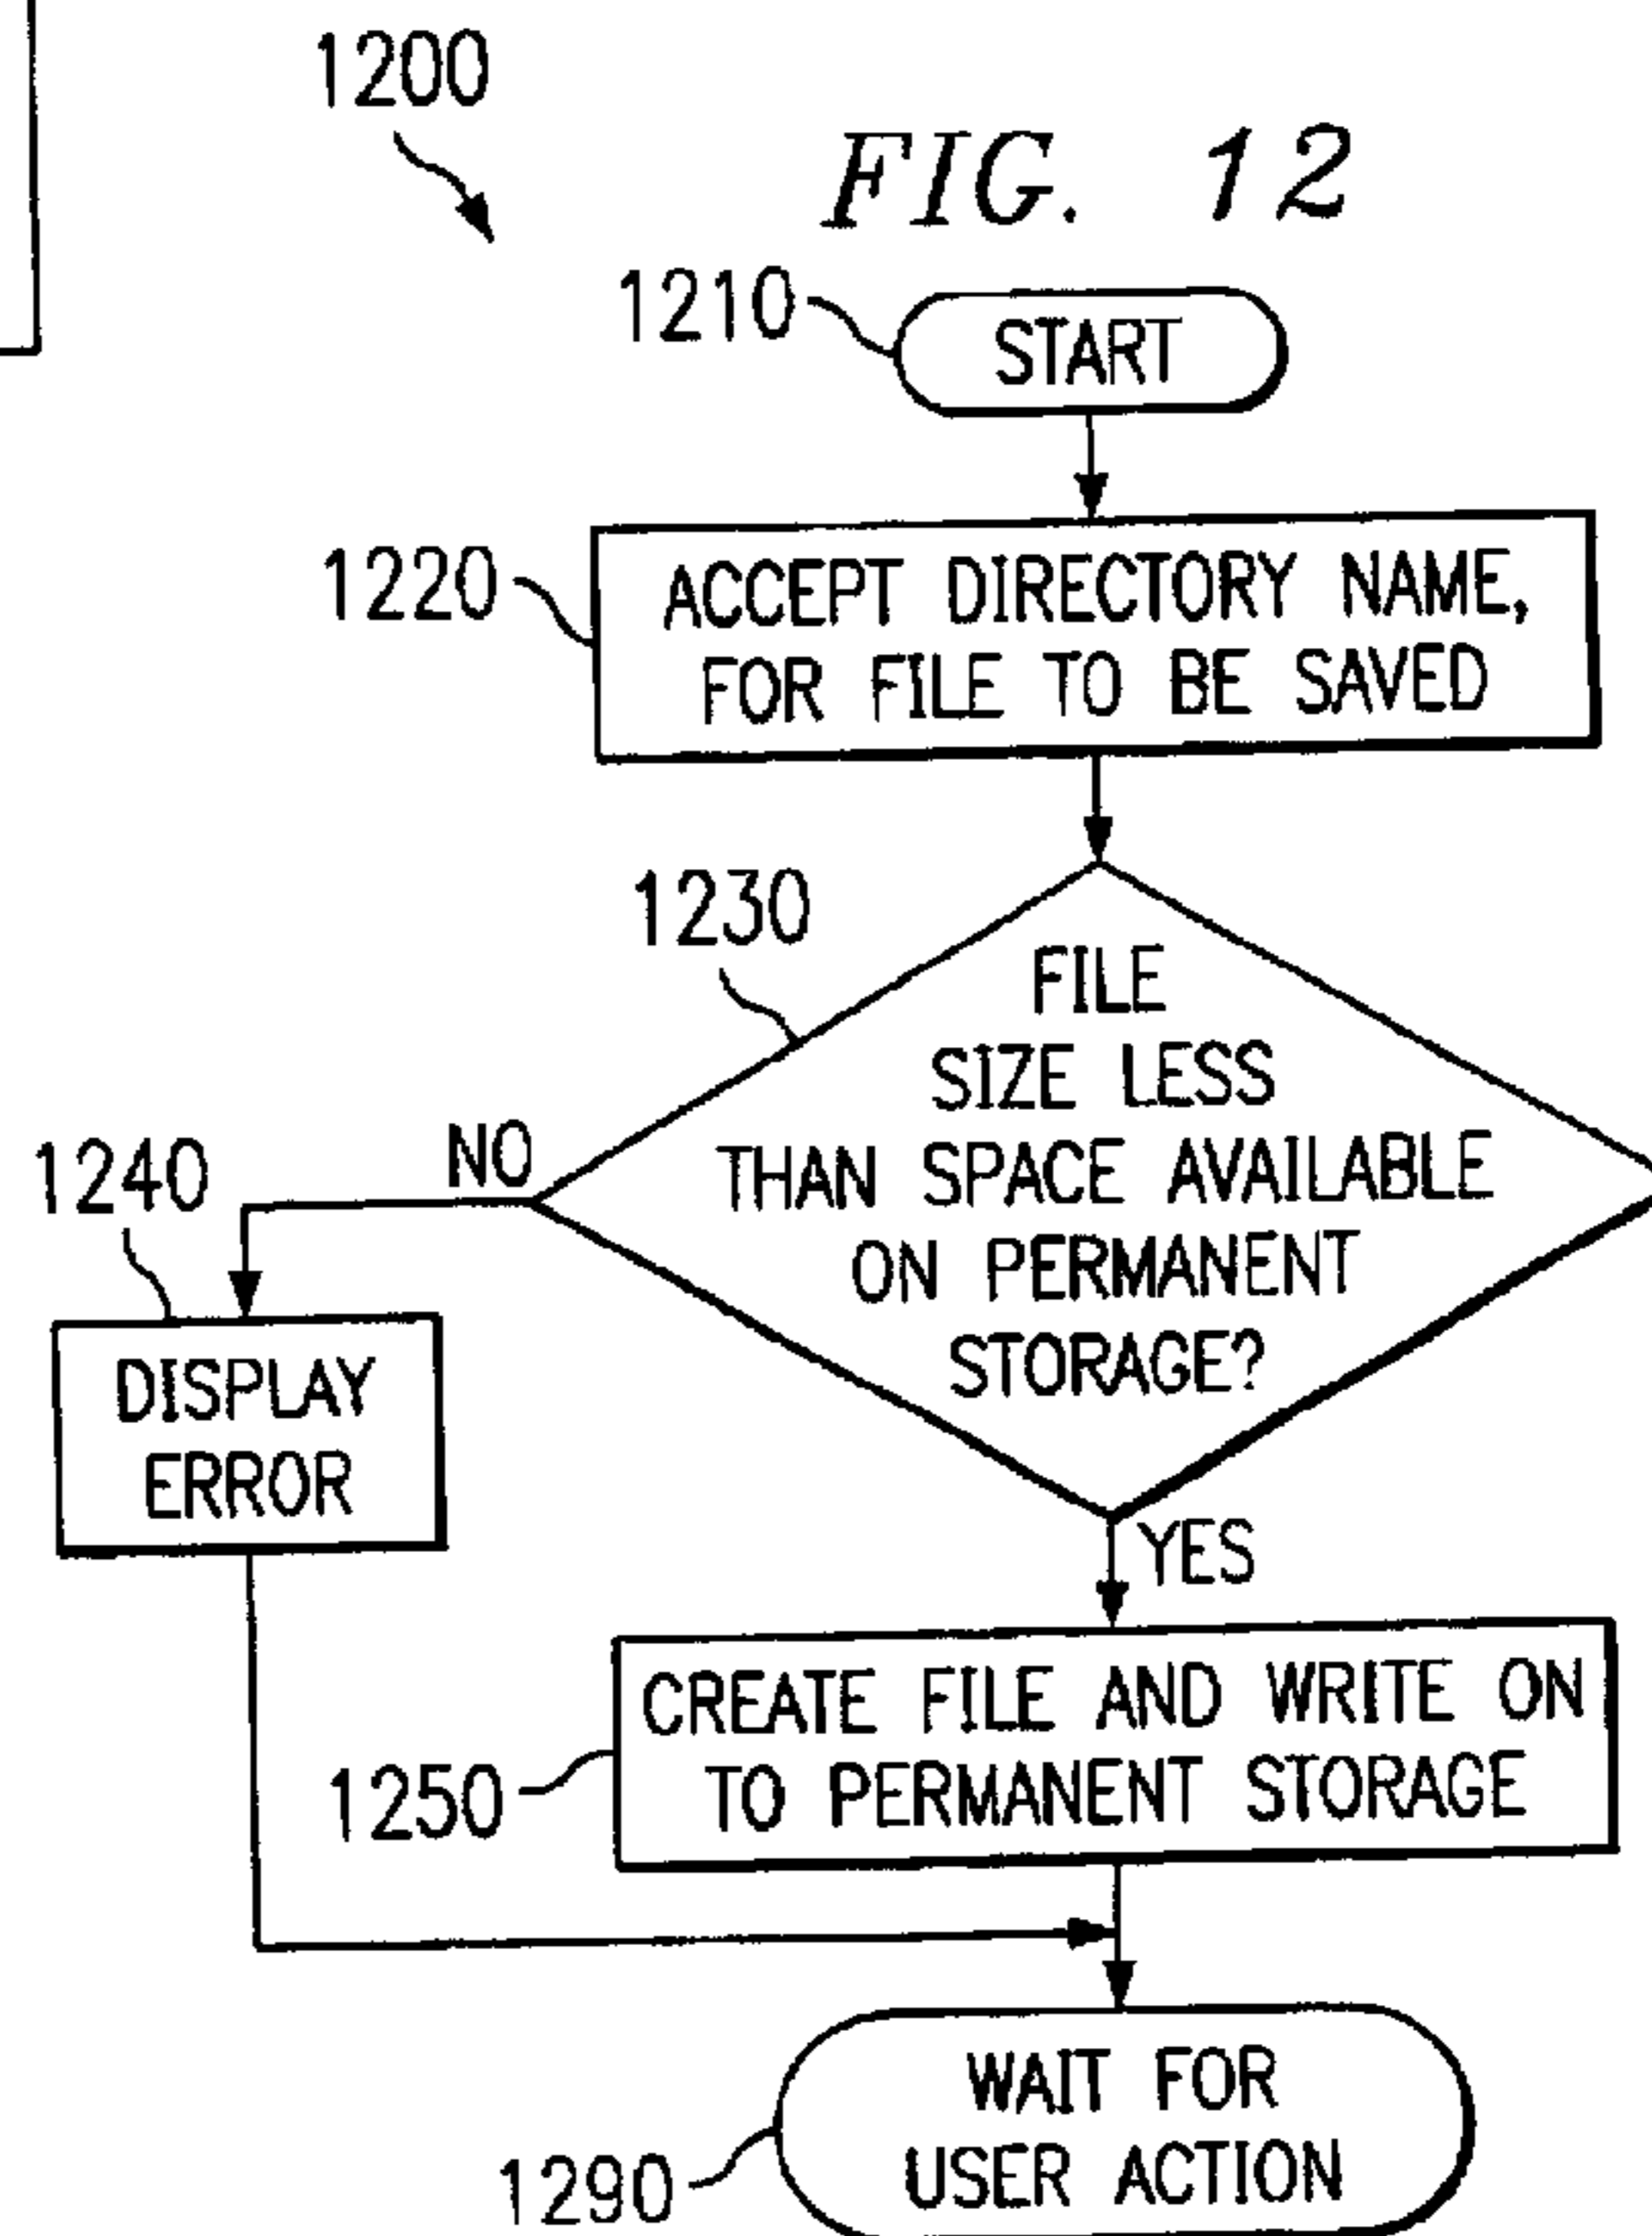 1200
FIG. 12
1210
START
1220
ACCEPT DIRECTORY NAME,
FOR FILE TO BE SAVED
1230
FILE
SIZE LESS
THAN SPACE AVAILABLE
ON PERMANENT
STORAGE?
NO
1240
DISPLAY
ERROR
YES
1250
CREATE FILE AND WRITE ON
TO PERMANENT STORAGE
WAIT FOR
USER ACTION
1290